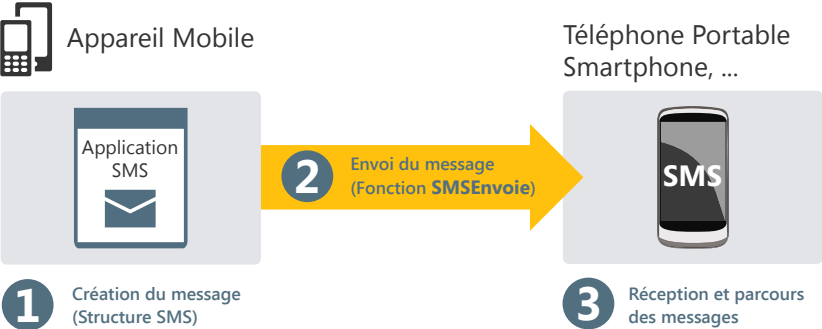 Appareil Mobile
Téléphone Portable
Smartphone, ...
Application
SMS
2
Envoi du message
(Fonction SMSEnvoie)
SMS
1
Création du message
(Structure SMS)
3
Réception et parcours
des messages